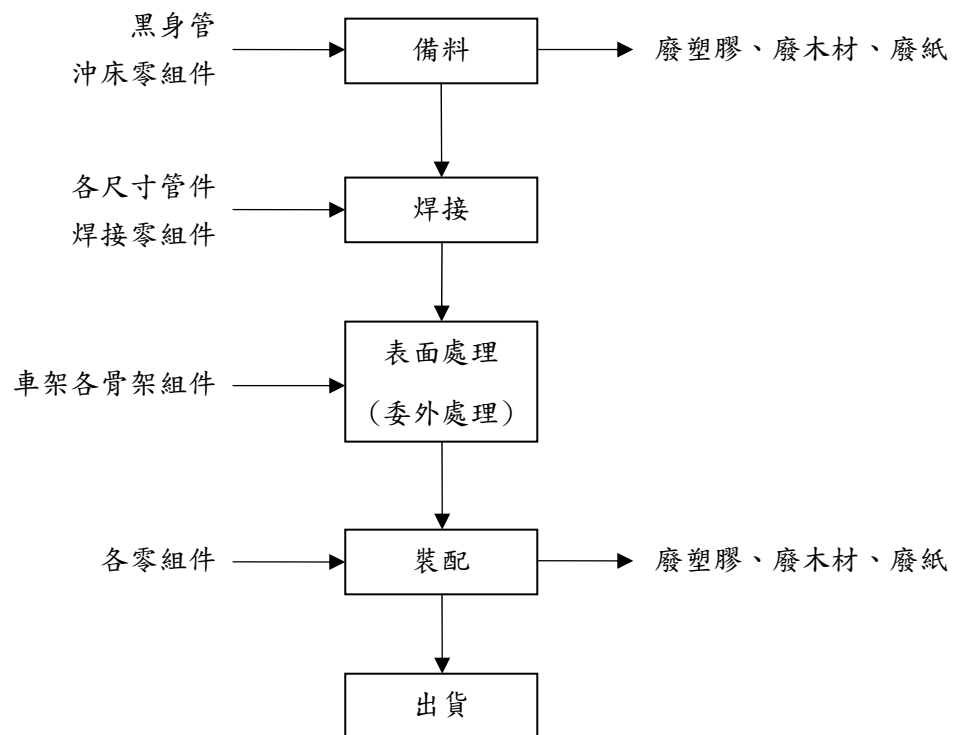 黑身管
沖床零組件
備料
廢塑膠、廢木材、廢紙
各尺寸管件
焊接零組件
焊接
車架各骨架組件
表面處理
（委外處理）
各零組件
裝配
廢塑膠、廢木材、廢紙
出貨